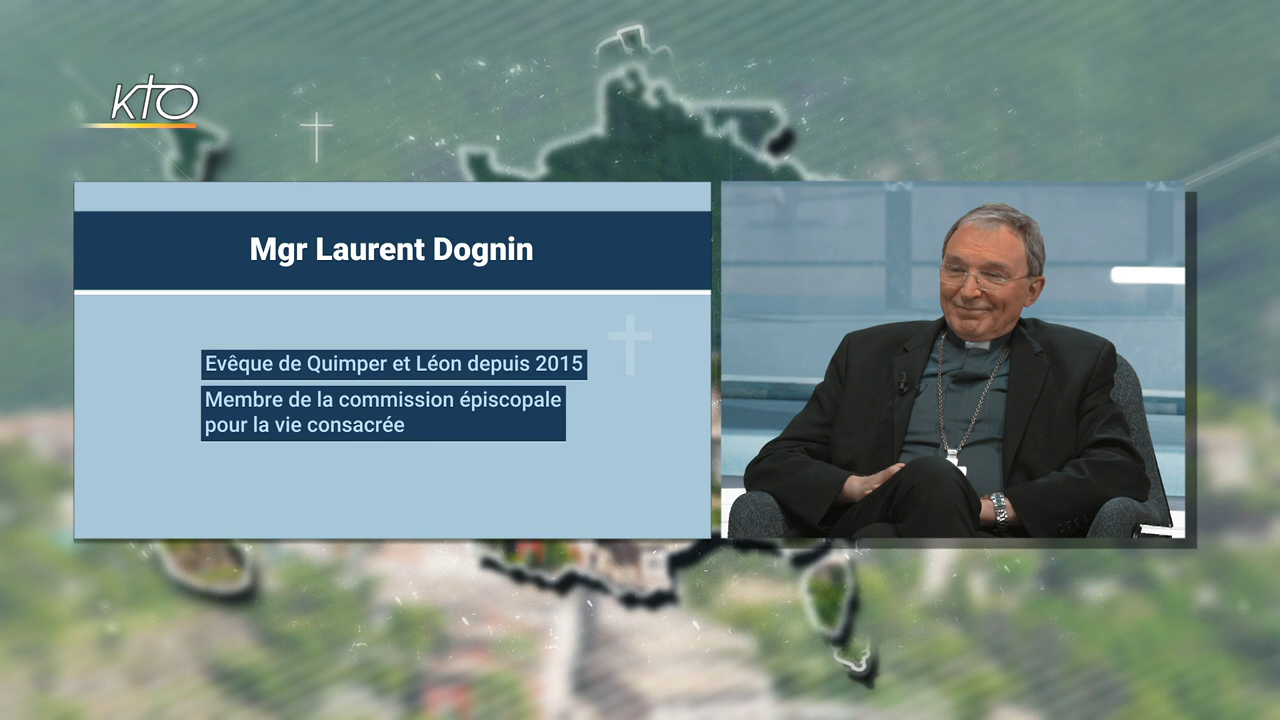 KTO
Mgr Laurent Dognin
Evêque de Quimper et Léon depuis 2015
Membre de la commission épiscopale
pour la vie consacrée